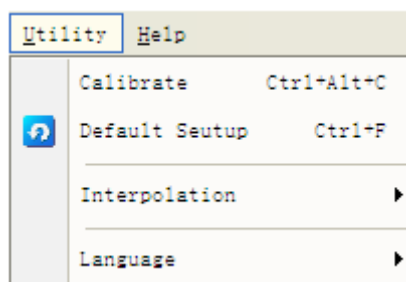 Utility Help
Calibrate Ctrl+Alt+C
Default Seutup Ctrl+F
Interpolation
Language